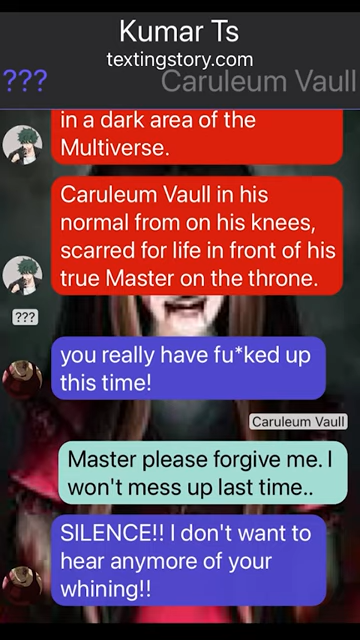 Kumar Ts
textingstory.com
??? Caruleum Vaull
in a dark area of the
Multiverse.
Caruleum Vaull in his
normal from on his knees,
scarred for life in front of his
true Master on the throne.
???
you really have fu*ked up
this time!
Caruleum Vaull
Master please forgive me. I
won't mess up last time..
SILENCE!! I don't want to
hear anymore of your
whining!!